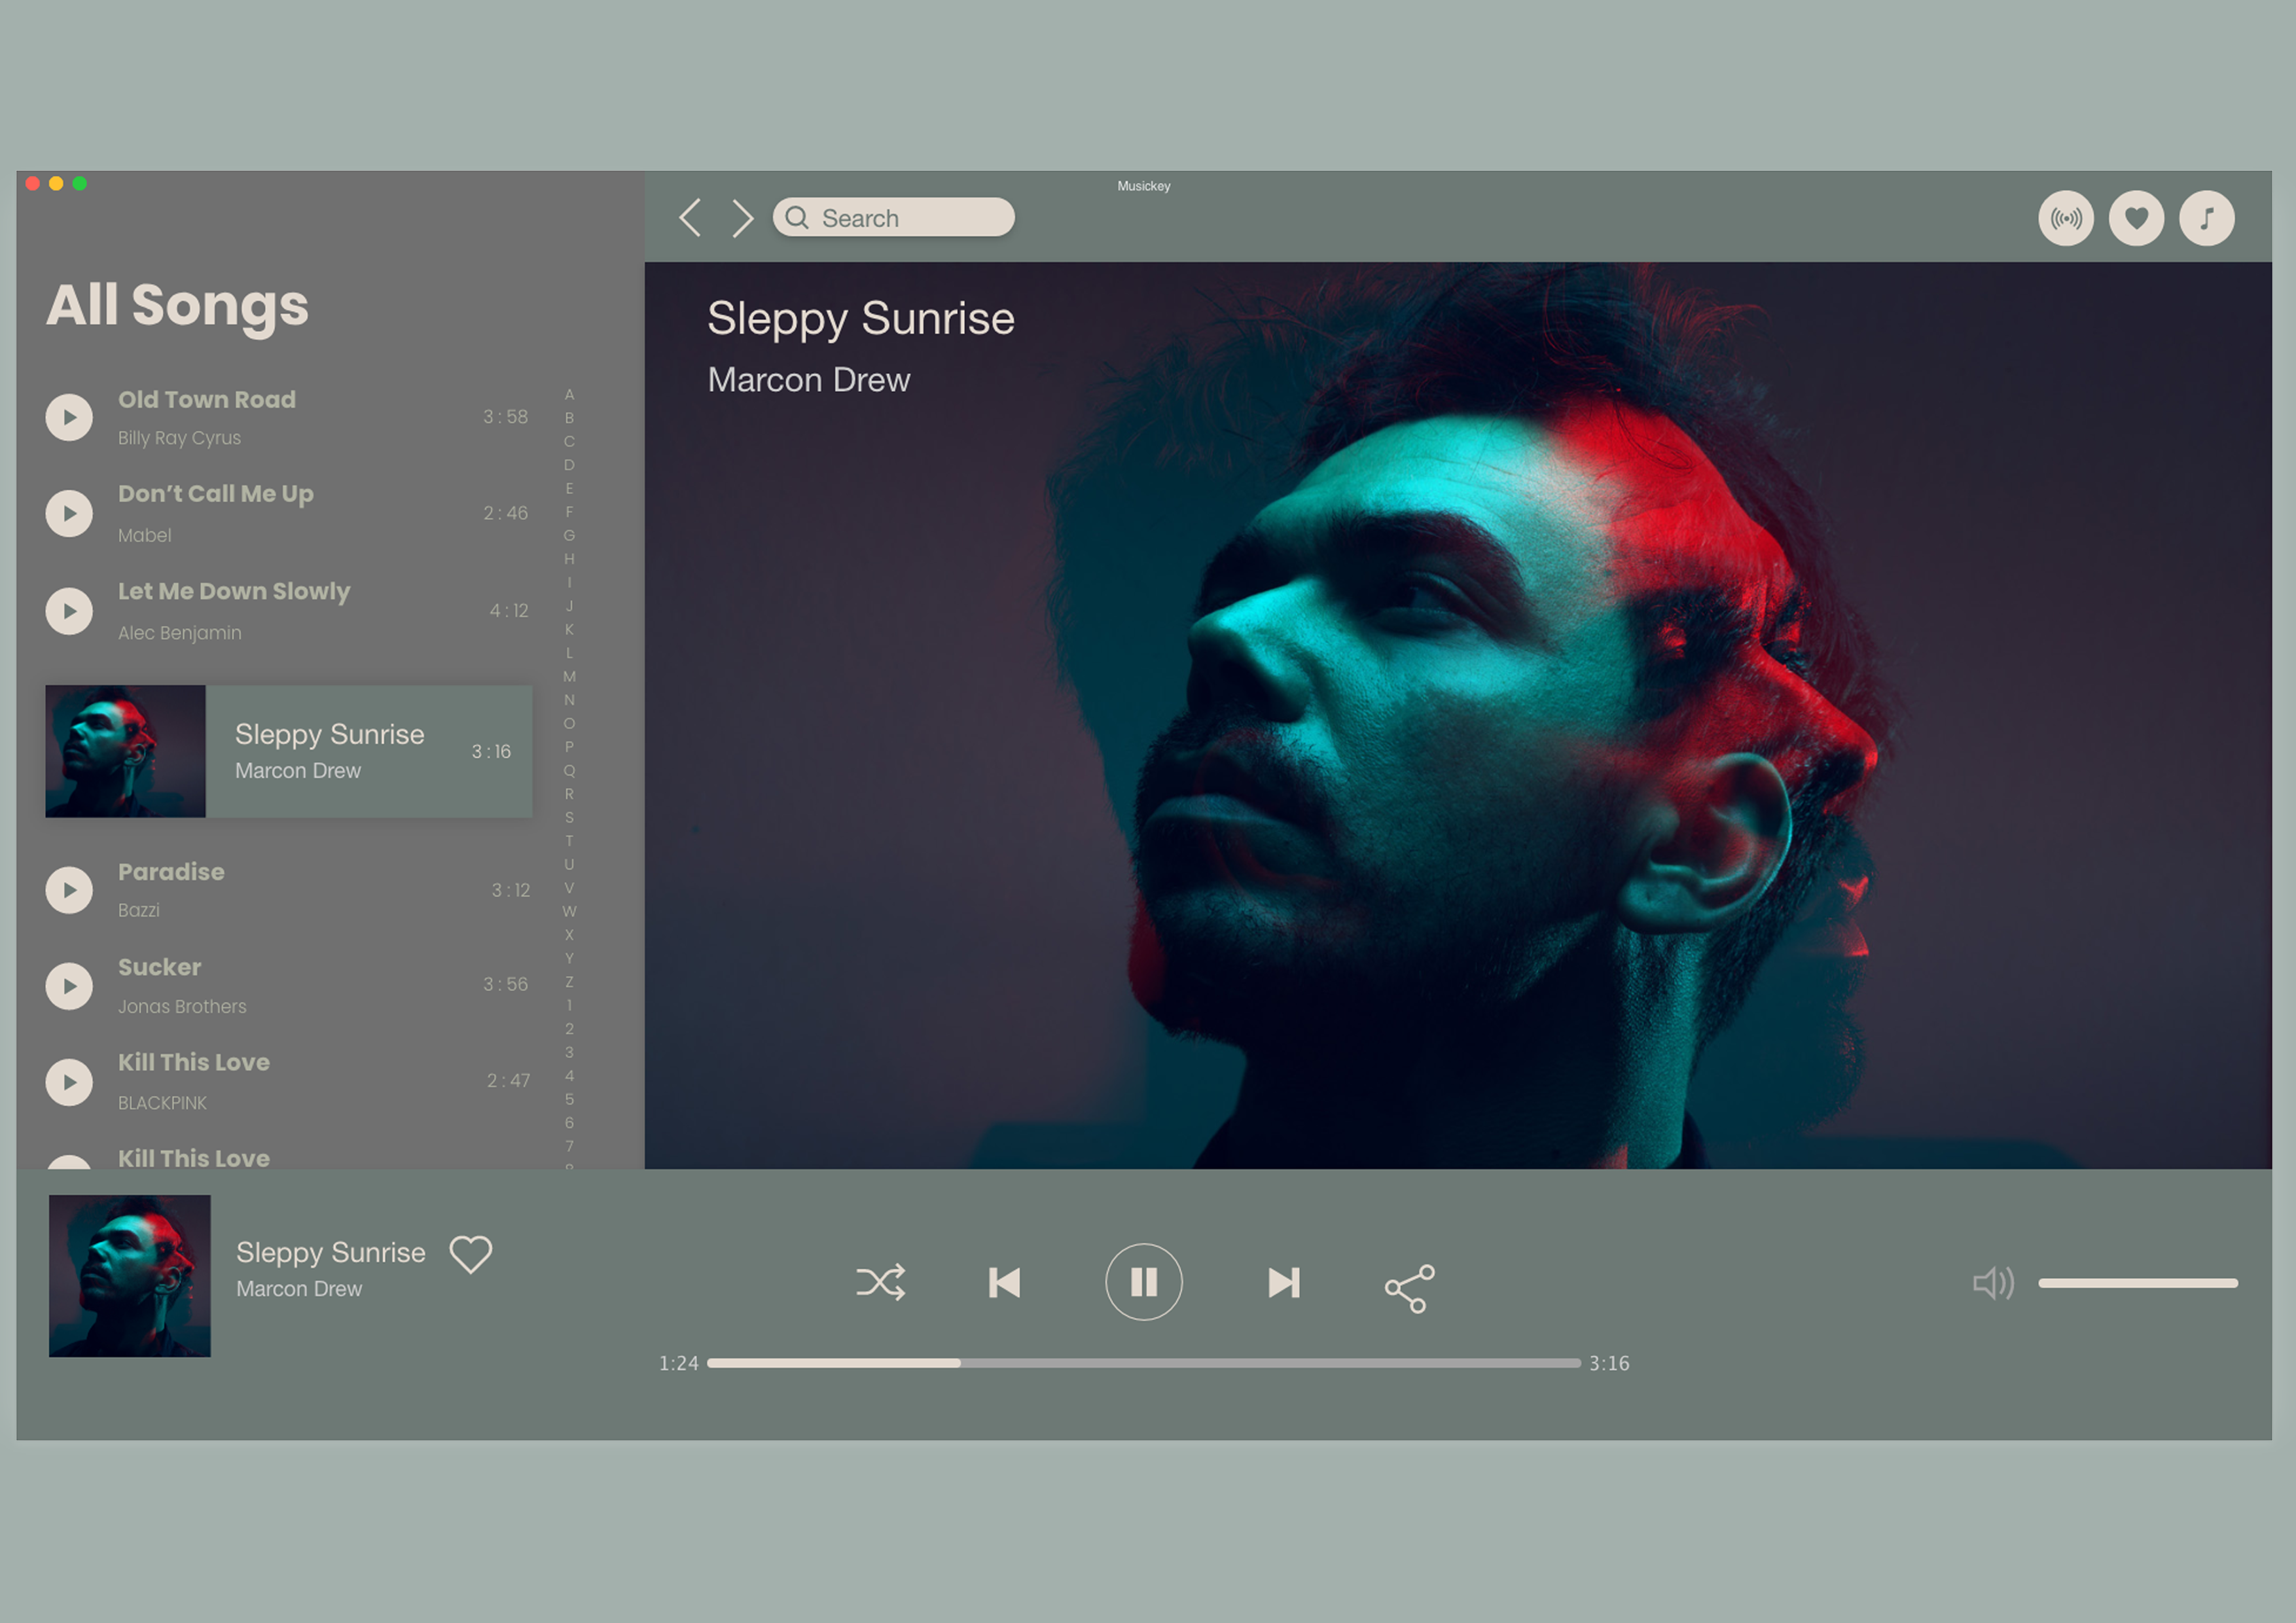 Musickey
Search
All Songs
Old Town Road
Billy Ray Cyrus
3 : 58
Don’t Call Me Up
Mabel
2 : 46
Let Me Down Slowly
Alec Benjamin
4 : 12
Sleppy Sunrise
Marcon Drew
3 : 16
Paradise
Bazzi
3 : 12
Sucker
Jonas Brothers
3 : 56
Kill This Love
BLACKPINK
2 : 47
Kill This Love
A
B
C
D
E
F
G
H
I
J
K
L
M
N
O
P
Q
R
S
T
U
V
W
X
Y
Z
1
2
3
4
5
6
7
Sleppy Sunrise
Marcon Drew
Sleppy Sunrise
Marcon Drew
1:24
3:16